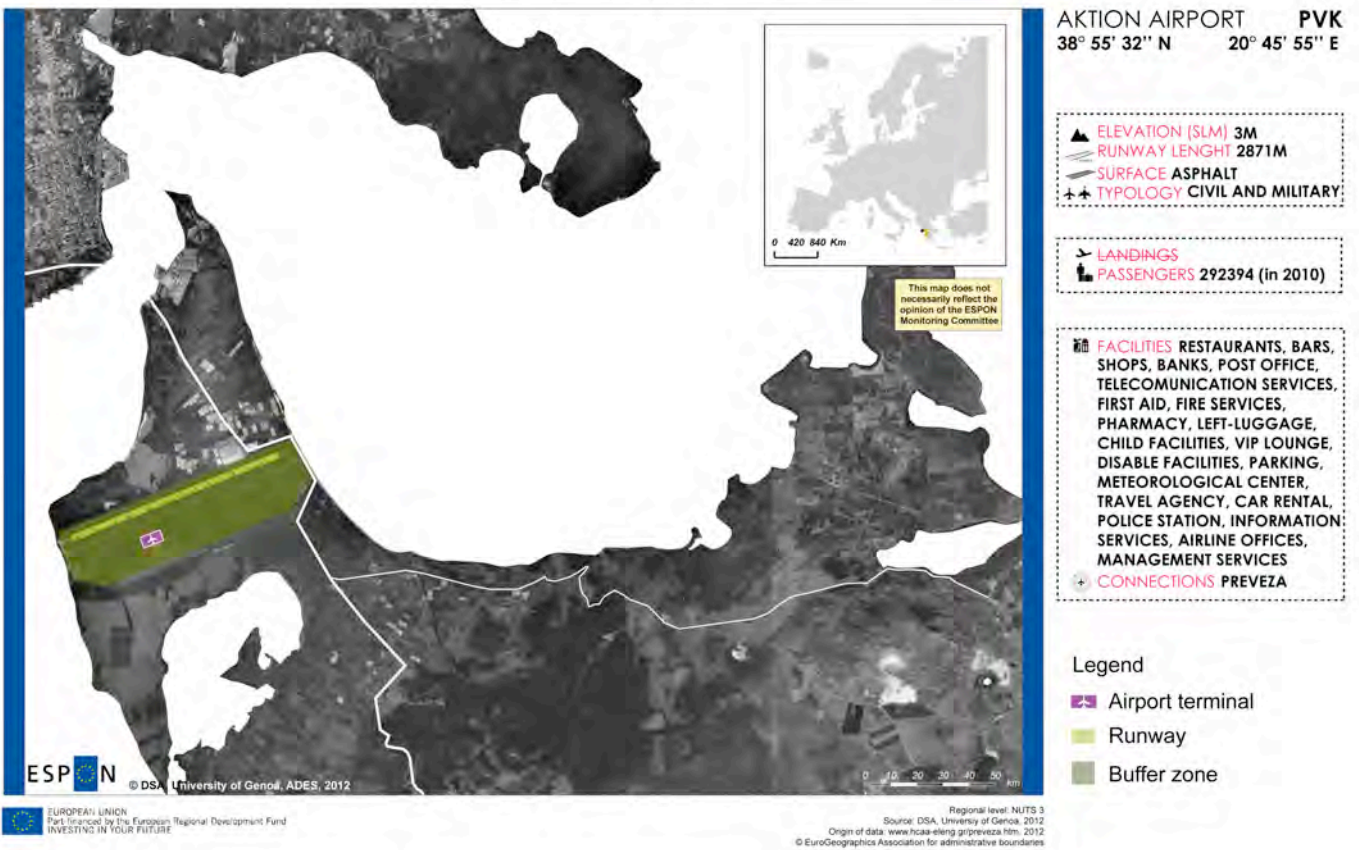 AKTION AIRPORT PVK
38° 55' 32'' N 20° 45' 55'' E
ELEVATION (SLM) 3M
RUNWAY LENGHT 2871M
SURFACE ASPHALT
TYPOLOGY CIVIL AND MILITARY
LANDINGS
PASSENGERS 292394 (in 2010)
FACILITIES RESTAURANTS, BARS,
SHOPS, BANKS, POST OFFICE,
TELECOMUNICATION SERVICES,
FIRST AID, FIRE SERVICES,
PHARMACY, LEFT-LUGGAGE,
CHILD FACILITIES, VIP LOUNGE,
DISABLE FACILITIES, PARKING,
METEOROLOGICAL CENTER,
TRAVEL AGENCY, CAR RENTAL,
POLICE STATION, INFORMATION
SERVICES, AIRLINE OFFICES,
MANAGEMENT SERVICES
CONNECTIONS PREVEZA
Legend
Airport terminal
Runway
Buffer zone
0 420 840 Km
This map does not
necessarily reflect the
opinion of the ESPON
Monitoring Committee
ESPON
© DSA, University of Genoa, ADES, 2012
0 10 20 30 40 50
km
EUROPEAN UNION
Part-financed by the European Regional Development Fund
INVESTING IN YOUR FUTURE
Regional level: NUTS 3
Source: DSA, Universiy of Genoa, 2012
Origin of data: www.hcaa-eleng.gr/preveza.htm, 2012
© EuroGeographics Association for administrative boundaries